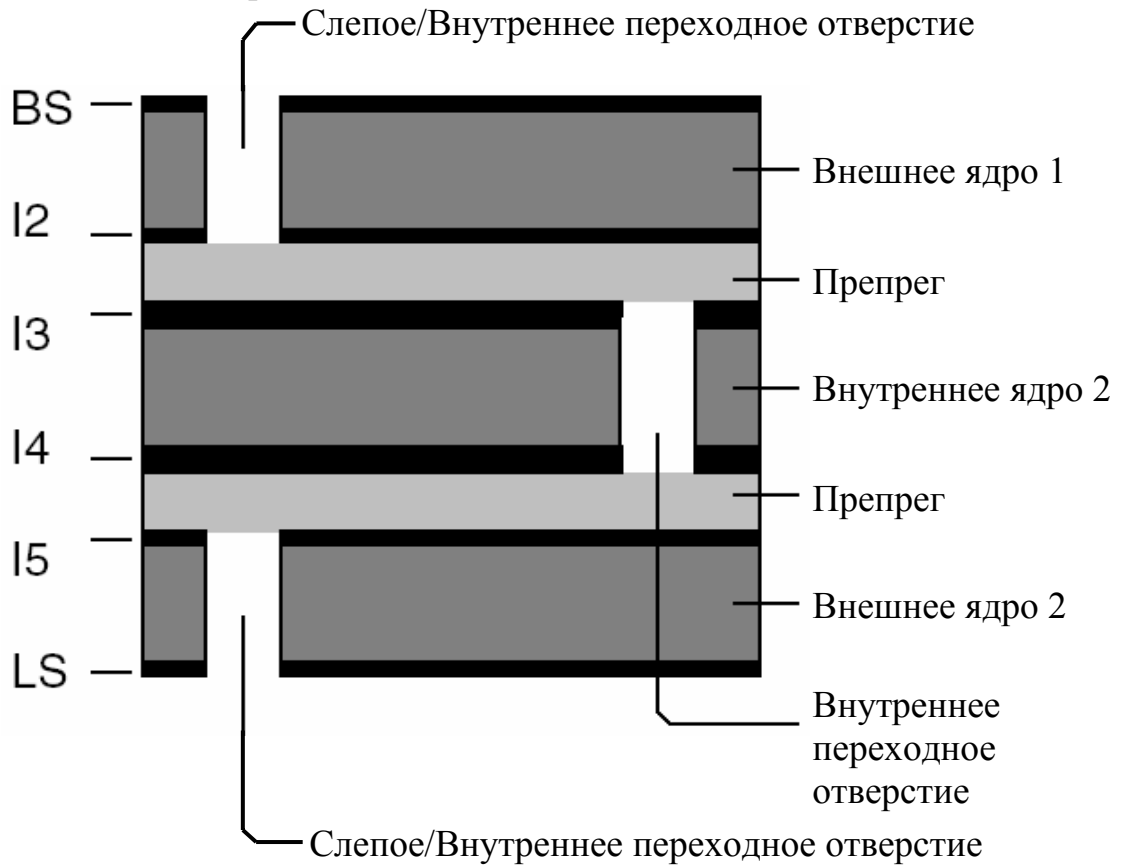 Слепое/Внутреннее переходное отверстие
BS
Внешнее ядро 1
I2
Препрег
I3
Внутреннее ядро 2
I4
Препрег
I5
Внешнее ядро 2
LS
Внутреннее
переходное
отверстие
Слепое/Внутреннее переходное отверстие